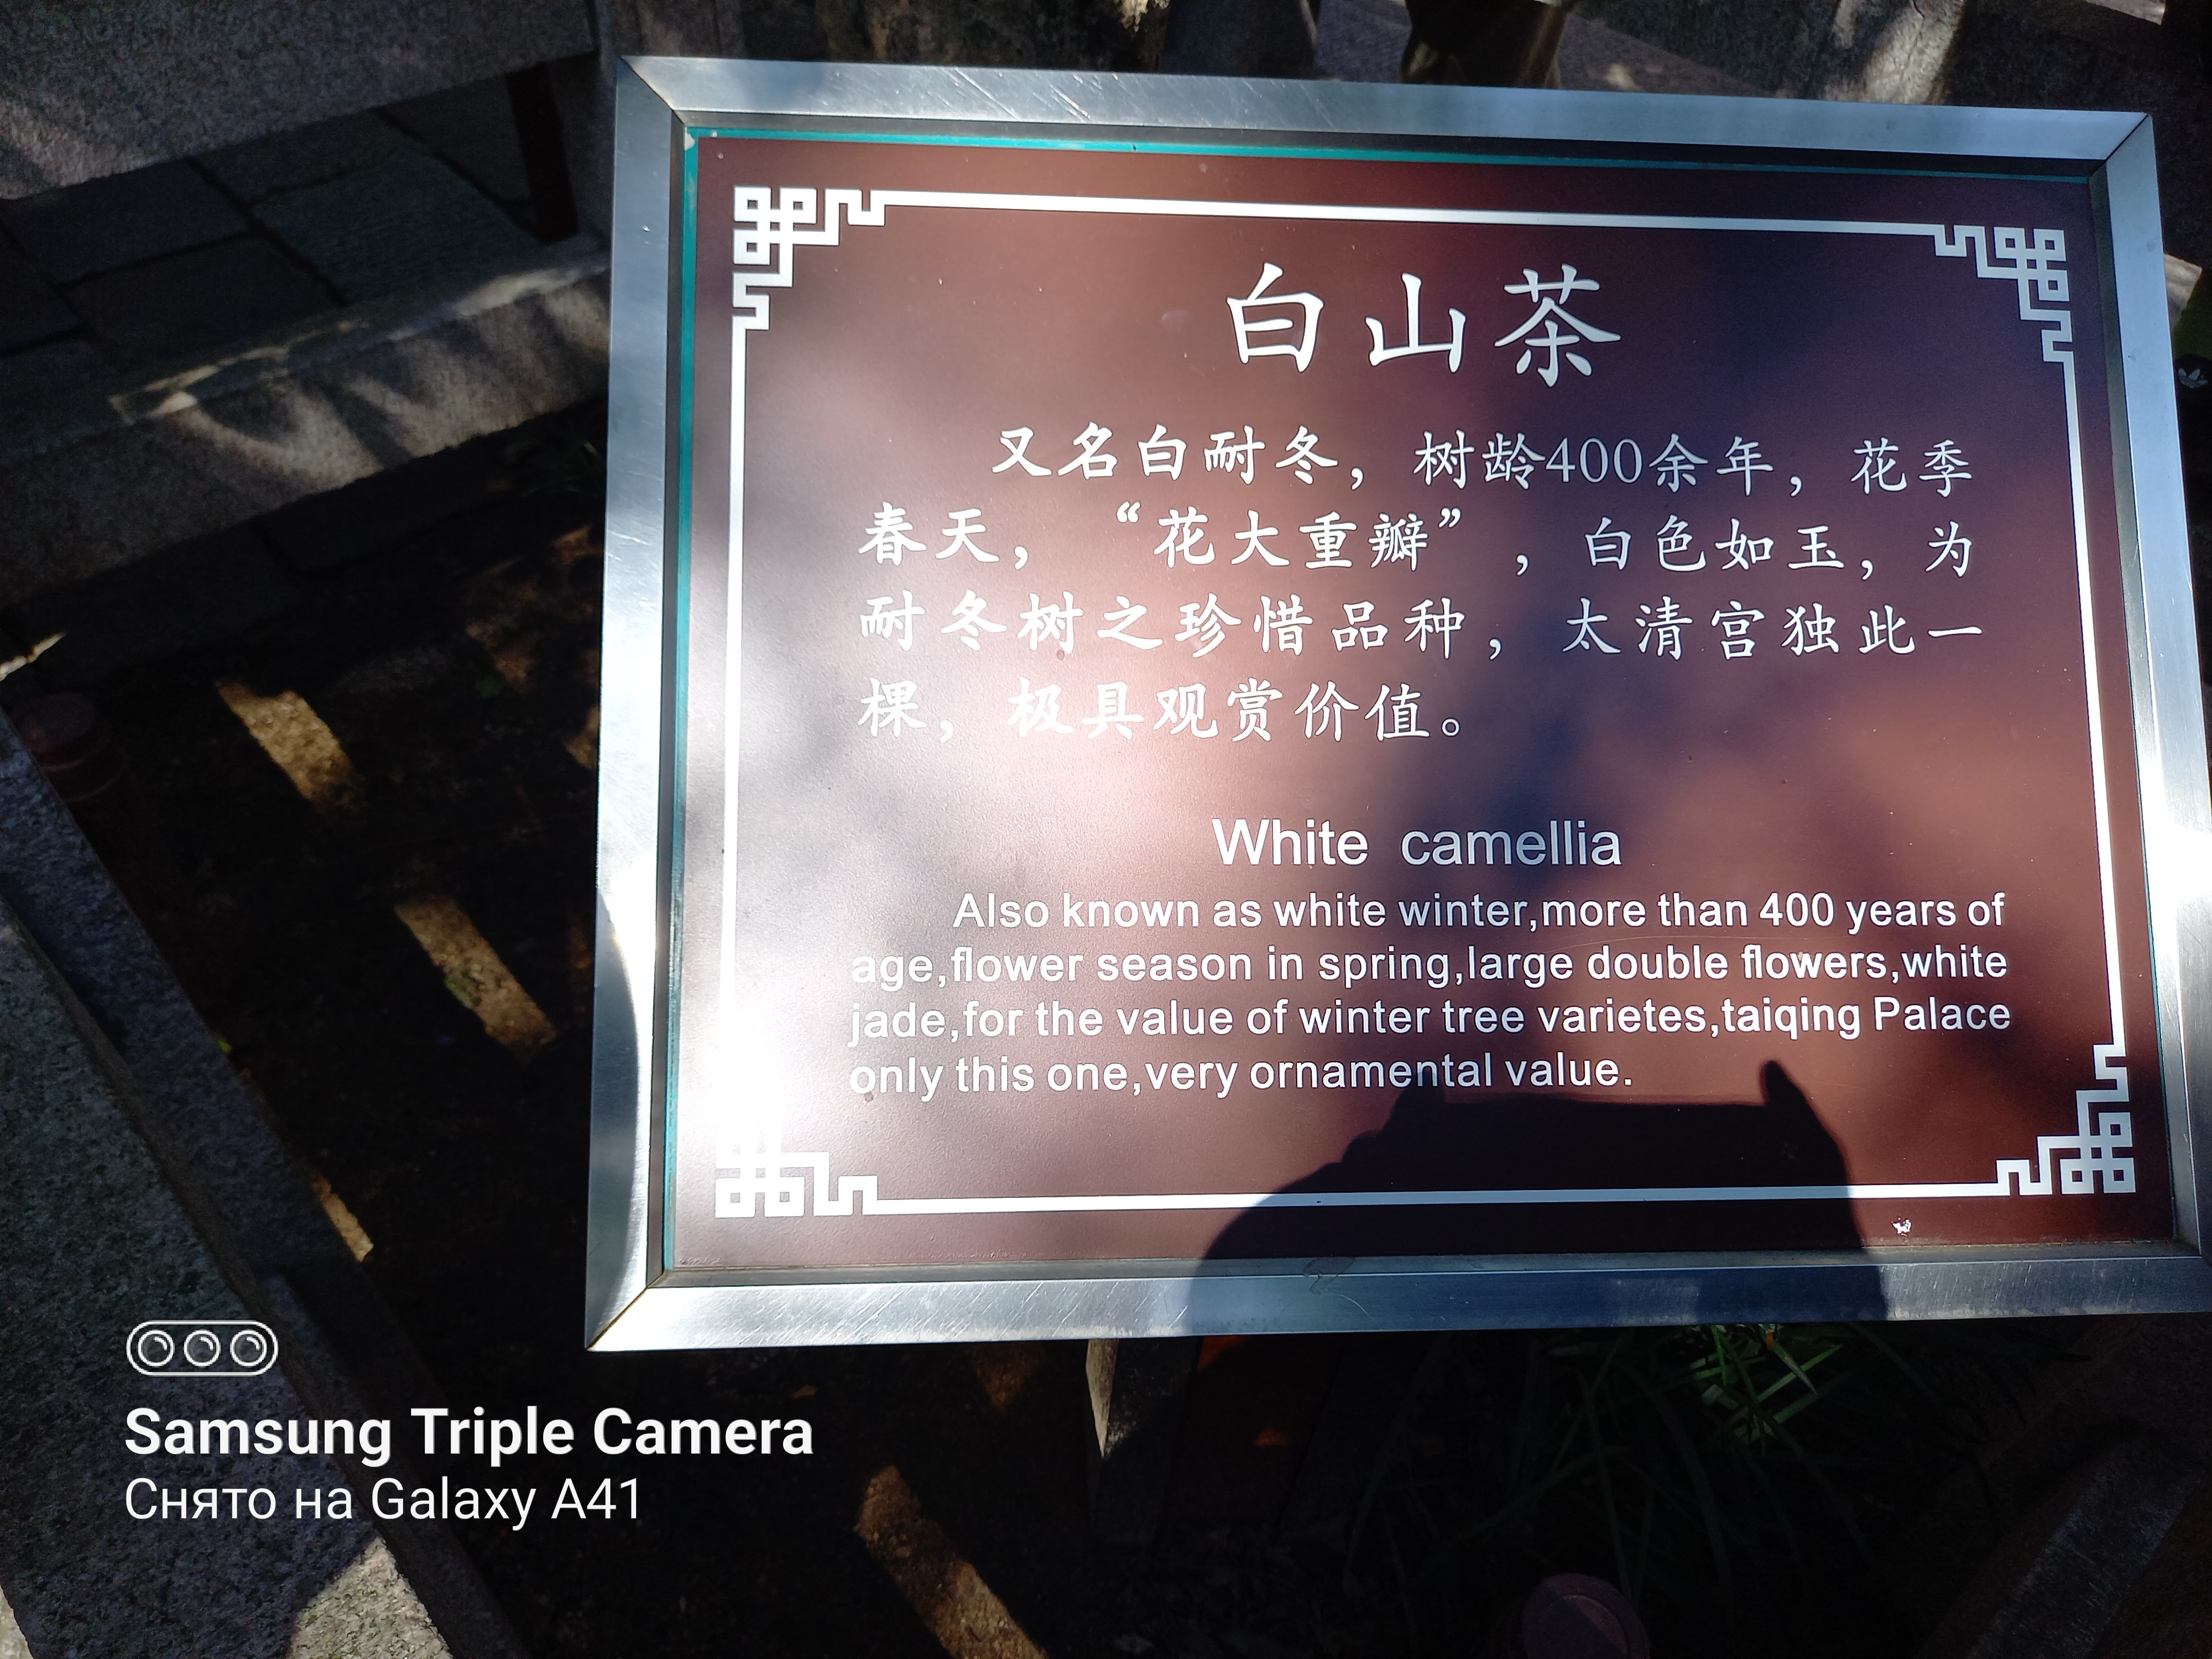 白山茶
又名白耐冬，树龄400余年，花季
春天，“花大重瓣”，白色如玉，为
耐冬树之珍惜品种，太清宫独此一
棵，极具观赏价值。
White camellia
Also known as white winter,more than 400 years of
age,flower season in spring,large double flowers,white
jade,for the value of winter tree varietes,taiqing Palace
only this one,very ornamental value.
Samsung Triple Camera
Снято на Galaxy A41